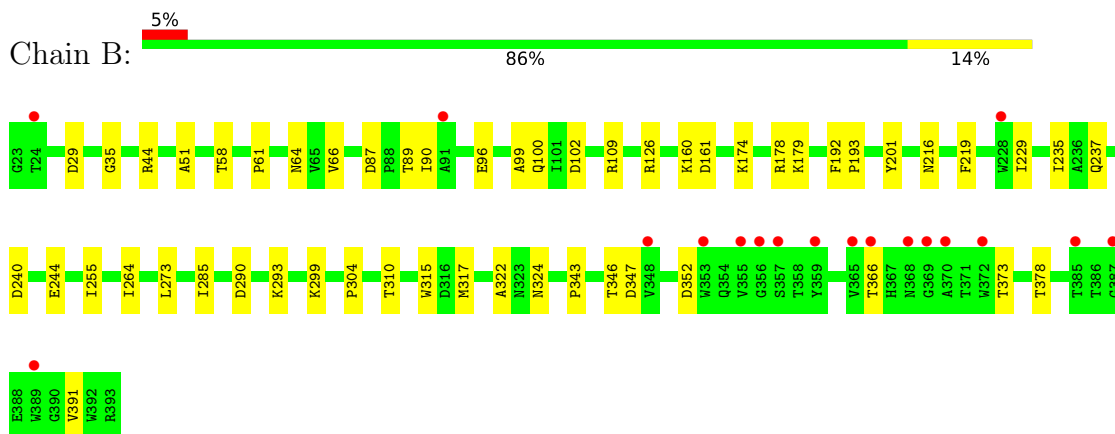 5%
Chain B:
86% 14%
G23 T24 D29 G35 R44 A51 T58 P61 N64 V65 V66 D87 P88 T89 I90 A91 E96 A99 Q100 I101 D102 R109 R126 K160 D161 K174 R178 K179 F192 P193 Y201 N216 F219 W228 I229 I235 A236 Q237
D240 E244 I255 I264 L273 I285 D290 K293 K299 P304 T310 W315 D316 M317 A322 N323 N324 P343 T346 D347 V348 D352 W353 Q354 V355 G356 S357 T358 Y359 V365 T366 H367 N368 G369 A370 T371 W372 T373 T378 T385 T386 G387
E388 W389 G390 V391 W392 R393